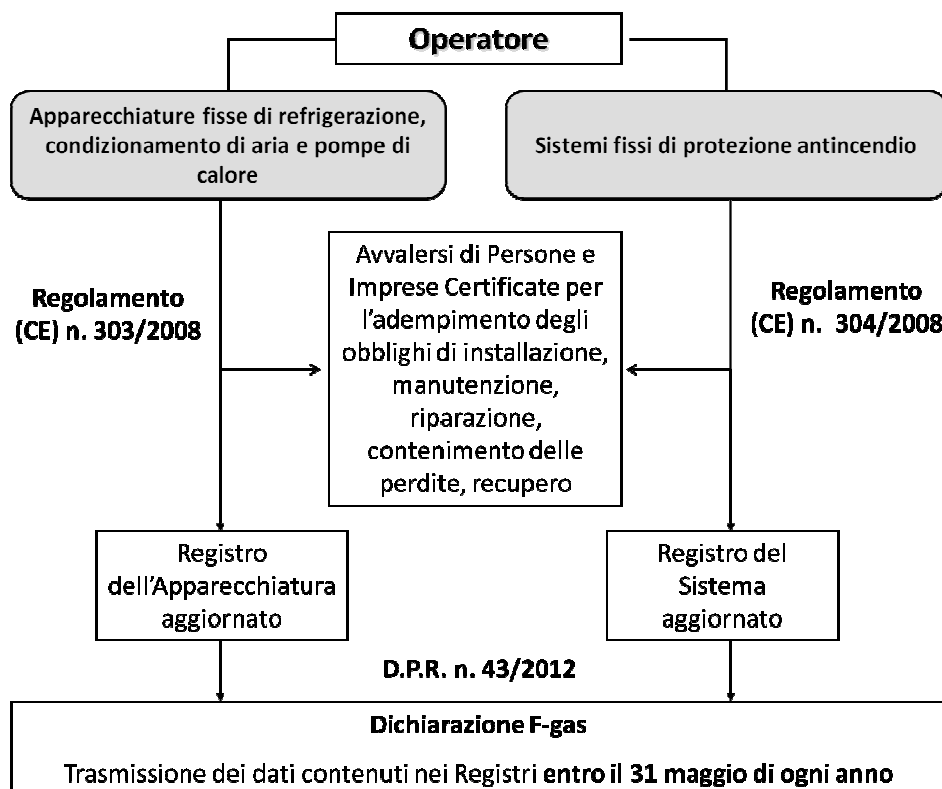 Operatore
Apparecchiature fisse di refrigerazione,
condizionamento di aria e pompe di
calore
Sistemi fissi di protezione antincendio
Regolamento
(CE) n. 303/2008
Avvalersi di Persone e
Imprese Certificate per
l'adempimento degli
obblighi di installazione,
manutenzione,
riparazione,
contenimento delle
perdite, recupero
Regolamento
(CE) n. 304/2008
Registro
dell'Apparecchiatura
aggiornato
Registro del
Sistema
aggiornato
D.P.R. n. 43/2012
Dichiarazione F-gas
Trasmissione dei dati contenuti nei Registri entro il 31 maggio di ogni anno